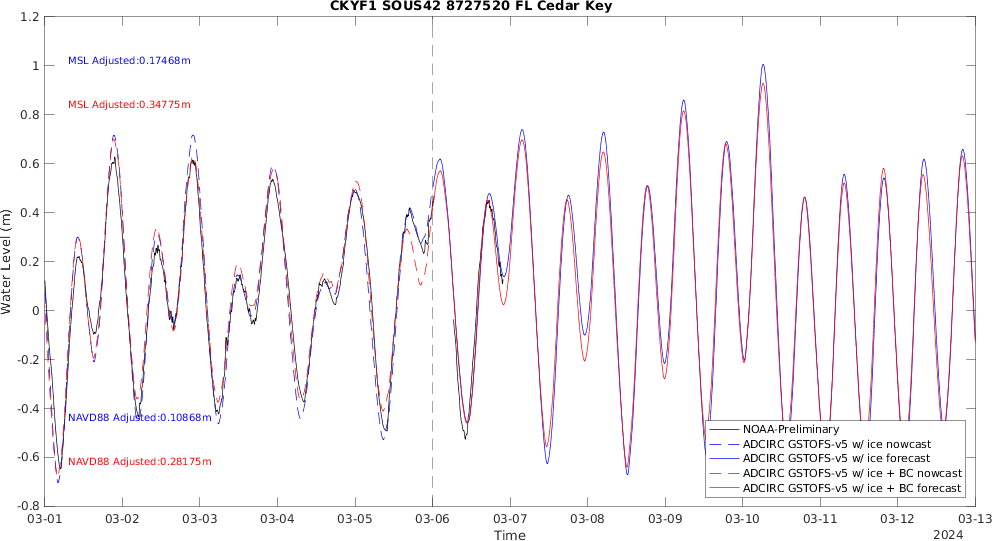 CKYF1 SOUS42 8727520 FL Cedar Key
1.2
1
0.8
0.6
0.4
0.2
0
-0.2
-0.4
-0.6
-0.8
Water Level (m)
MSL Adjusted:0.17468m
MSL Adjusted:0.34775m
NAVD88 Adjusted:0.10868m
NAVD88 Adjusted:0.28175m
NOAA-Preliminary
ADCIRC GSTOFS-v5 w/ ice nowcast
ADCIRC GSTOFS-v5 w/ ice forecast
ADCIRC GSTOFS-v5 w/ ice + BC nowcast
ADCIRC GSTOFS-v5 w/ ice + BC forecast
03-01 03-02 03-03 03-04 03-05 03-06 03-07 03-08 03-09 03-10 03-11 03-12 03-13
Time
2024